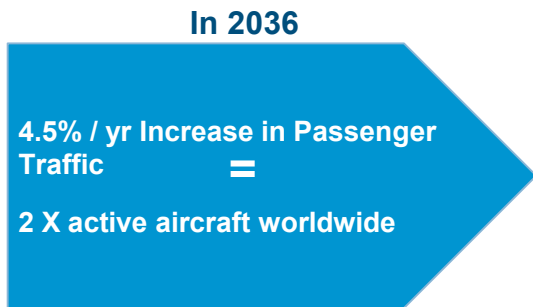 In 2036
4.5% / yr Increase in Passenger
Traffic =
2 X active aircraft worldwide